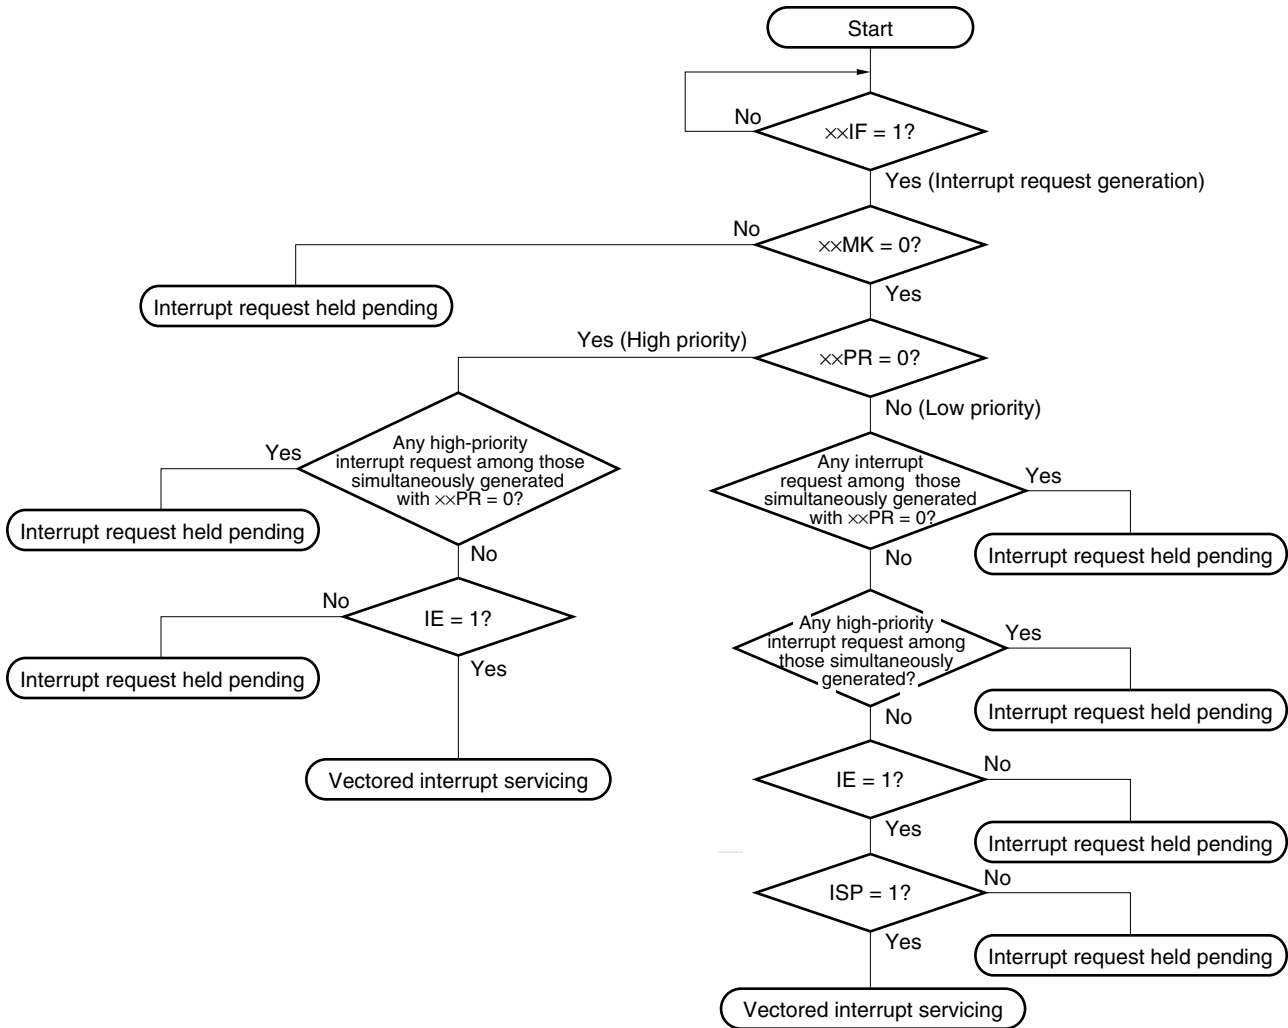 Start
No
××IF = 1?
Yes (Interrupt request generation)
No
××MK = 0?
Interrupt request held pending
Yes
Yes (High priority)
××PR = 0?
No (Low priority)
Yes
Any high-priority
interrupt request among those
simultaneously generated
with ××PR = 0?
Interrupt request held pending
No
No
IE = 1?
Interrupt request held pending
Yes
Vectored interrupt servicing
Any interrupt
request among those
simultaneously generated
with ××PR = 0?
Yes
Interrupt request held pending
No
Any high-priority
interrupt request among
those simultaneously
generated?
Yes
Interrupt request held pending
No
IE = 1?
No
Interrupt request held pending
Yes
ISP = 1?
No
Interrupt request held pending
Yes
Vectored interrupt servicing